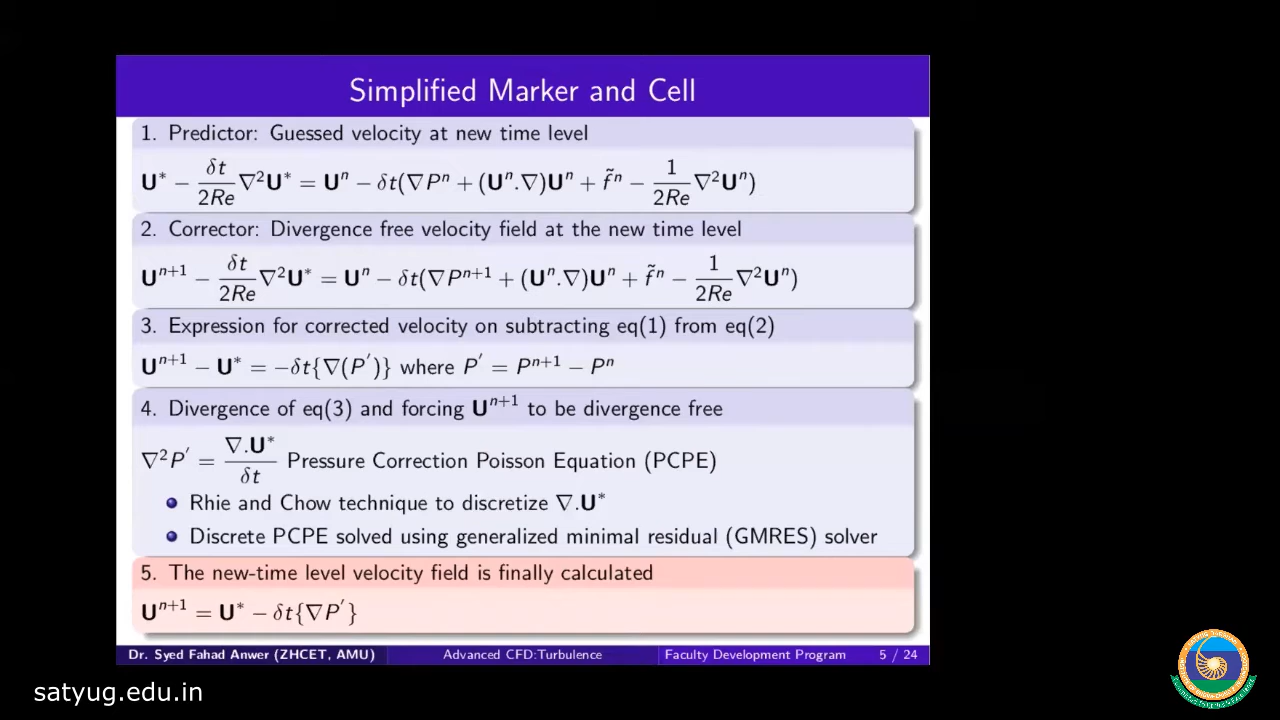 Simplified Marker and Cell
1. Predictor: Guessed velocity at new time level
U* − δt/2Re ∇²U* = Uⁿ − δt(∇Pⁿ + (Uⁿ.∇)Uⁿ + f̃ⁿ − 1/2Re ∇²Uⁿ)
2. Corrector: Divergence free velocity field at the new time level
Uⁿ⁺¹ − δt/2Re ∇²U* = Uⁿ − δt(∇Pⁿ⁺¹ + (Uⁿ.∇)Uⁿ + f̃ⁿ − 1/2Re ∇²Uⁿ)
3. Expression for corrected velocity on subtracting eq(1) from eq(2)
Uⁿ⁺¹ − U* = −δt{∇(P′)} where P′ = Pⁿ⁺¹ − Pⁿ
4. Divergence of eq(3) and forcing Uⁿ⁺¹ to be divergence free
∇²P′ = ∇.U*/δt Pressure Correction Poisson Equation (PCPE)
Rhie and Chow technique to discretize ∇.U*
Discrete PCPE solved using generalized minimal residual (GMRES) solver
5. The new-time level velocity field is finally calculated
Uⁿ⁺¹ = U* − δt{∇P′}
Dr. Syed Fahad Anwer (ZHCET, AMU) Advanced CFD:Turbulence Faculty Development Program 5 / 24
satyug.edu.in